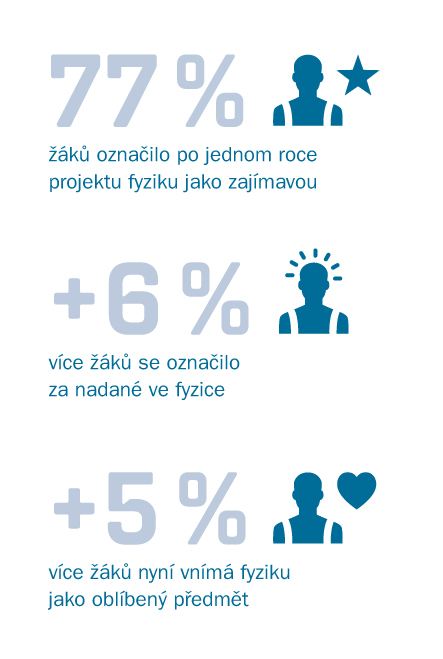 77 %
žáků označilo po jednom roce
projektu fyziku jako zajímavou
+6 %
více žáků se označilo
za nadané ve fyzice
+5 %
více žáků nyní vnímá fyziku
jako oblíbený předmět